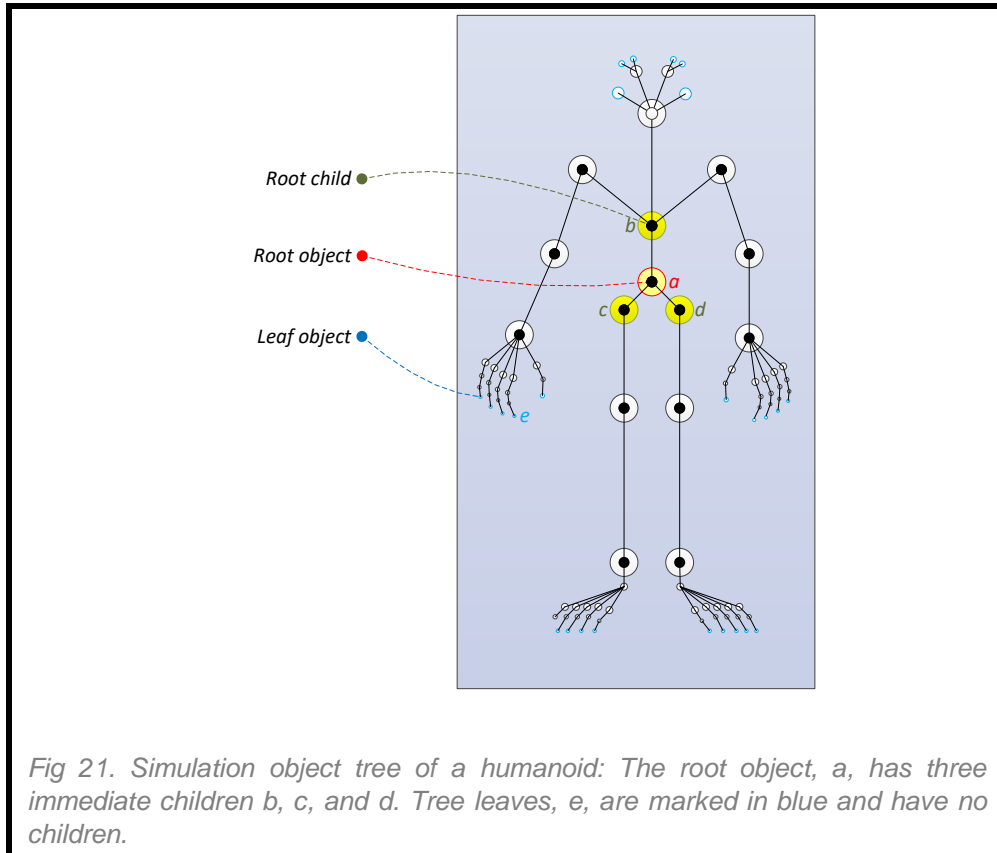 Root child
b
Root object
a
c
d
Leaf object
e
Fig 21. Simulation object tree of a humanoid: The root object, a, has three
immediate children b, c, and d. Tree leaves, e, are marked in blue and have no
children.